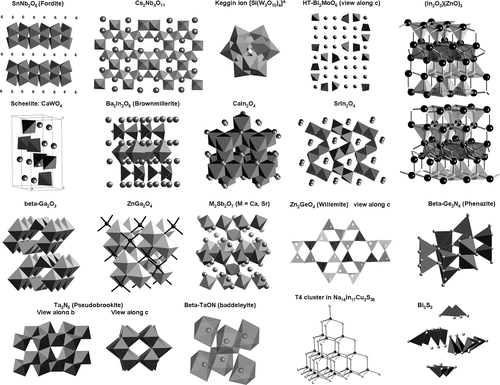 SnNb₂O₆ (Fordite)
Cs₂Nb₄O₁₁
Keggin ion [Si(W₃O₁₀)₄]⁴⁻
HT-Bi₂MoO₆ (view along c)
(In₂O₃)(ZnO)₃
Scheelite: CaWO₄
Ba₂In₂O₅ (Brownmillerite)
CaIn₂O₄
SrIn₂O₄
beta-Ga₂O₃
ZnGa₂O₄
M₂Sb₂O₇ (M = Ca, Sr)
Zn₂GeO₄ (Willemite) view along c
Beta-Ge₃N₄ (Phenazite)
Ta₃N₅ (Pseudobrookite)
View along b
View along c
Beta-TaON (baddeleyite)
T4 cluster in Na₁₄In₁₇Cu₃S₃₅
Bi₂S₃